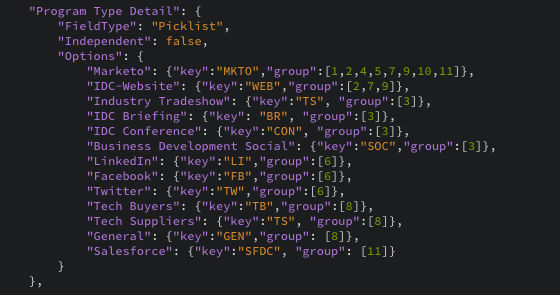 "Program Type Detail": {
"FieldType": "Picklist",
"Independent": false,
"Options": {
"Marketo": {"key":"MKTO","group":[1,2,4,5,7,9,10,11]},
"IDC-Website": {"key":"WEB","group":[2,7,9]},
"Industry Tradeshow": {"key":"TS", "group":[3]},
"IDC Briefing": {"key": "BR", "group":[3]},
"IDC Conference": {"key":"CON", "group":[3]},
"Business Development Social": {"key":"SOC","group":[3]},
"LinkedIn": {"key":"LI","group":[6]},
"Facebook": {"key":"FB","group":[6]},
"Twitter": {"key":"TW","group":[6]},
"Tech Buyers": {"key":"TB","group":[8]},
"Tech Suppliers": {"key":"TS", "group":[8]},
"General": {"key":"GEN","group": [8]},
"Salesforce": {"key":"SFDC", "group": [11]}
}
},